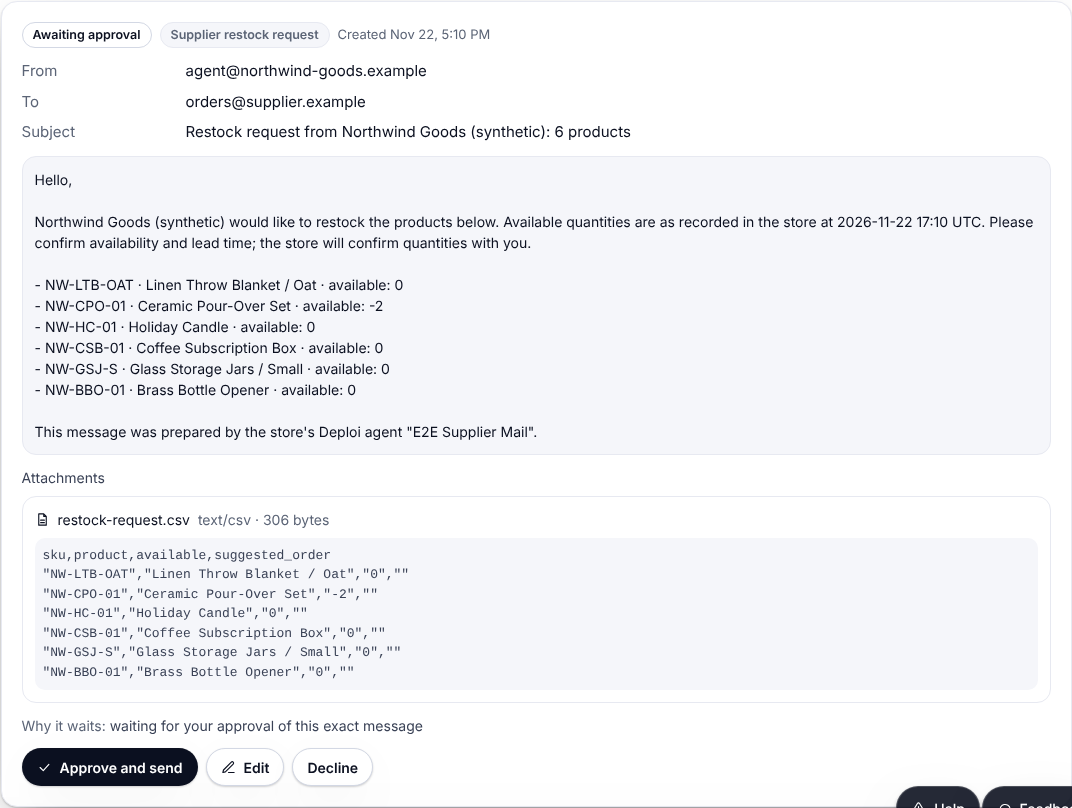 Awaiting approval Supplier restock request Created Nov 22, 5:10 PM
From agent@northwind-goods.example
To orders@supplier.example
Subject Restock request from Northwind Goods (synthetic): 6 products
Hello,
Northwind Goods (synthetic) would like to restock the products below. Available quantities are as recorded in the store at 2026-11-22 17:10 UTC. Please
confirm availability and lead time; the store will confirm quantities with you.
- NW-LTB-OAT · Linen Throw Blanket / Oat · available: 0
- NW-CPO-01 · Ceramic Pour-Over Set · available: -2
- NW-HC-01 · Holiday Candle · available: 0
- NW-CSB-01 · Coffee Subscription Box · available: 0
- NW-GSJ-S · Glass Storage Jars / Small · available: 0
- NW-BBO-01 · Brass Bottle Opener · available: 0
This message was prepared by the store's Deploi agent "E2E Supplier Mail".
Attachments
restock-request.csv text/csv · 306 bytes
sku,product,available,suggested_order
"NW-LTB-OAT","Linen Throw Blanket / Oat","0",""
"NW-CPO-01","Ceramic Pour-Over Set","-2",""
"NW-HC-01","Holiday Candle","0",""
"NW-CSB-01","Coffee Subscription Box","0",""
"NW-GSJ-S","Glass Storage Jars / Small","0",""
"NW-BBO-01","Brass Bottle Opener","0",""
Why it waits: waiting for your approval of this exact message
Approve and send Edit Decline